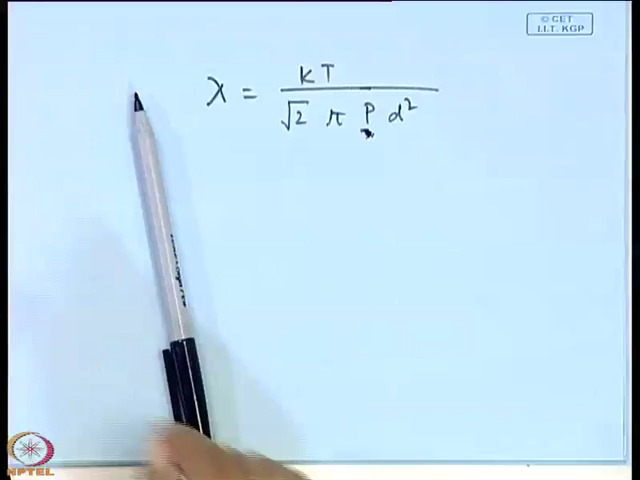 © CET
I.I.T. KGP
λ = KT / √2 π P d²
NPTEL